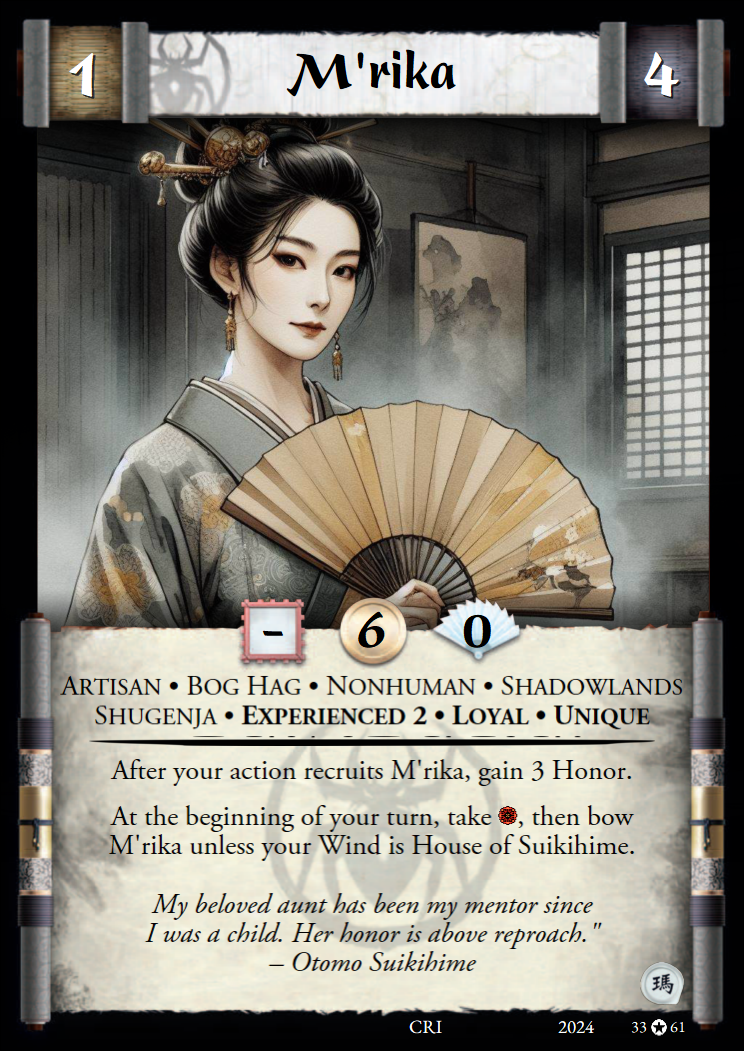 1 M'rika 4
- 6 0
ARTISAN • BOG HAG • NONHUMAN • SHADOWLANDS
SHUGENJA • EXPERIENCED 2 • LOYAL • UNIQUE
After your action recruits M'rika, gain 3 Honor.
At the beginning of your turn, take , then bow
M'rika unless your Wind is House of Suikihime.
My beloved aunt has been my mentor since
I was a child. Her honor is above reproach."
– Otomo Suikihime
瑪
CRI 2024 33 61